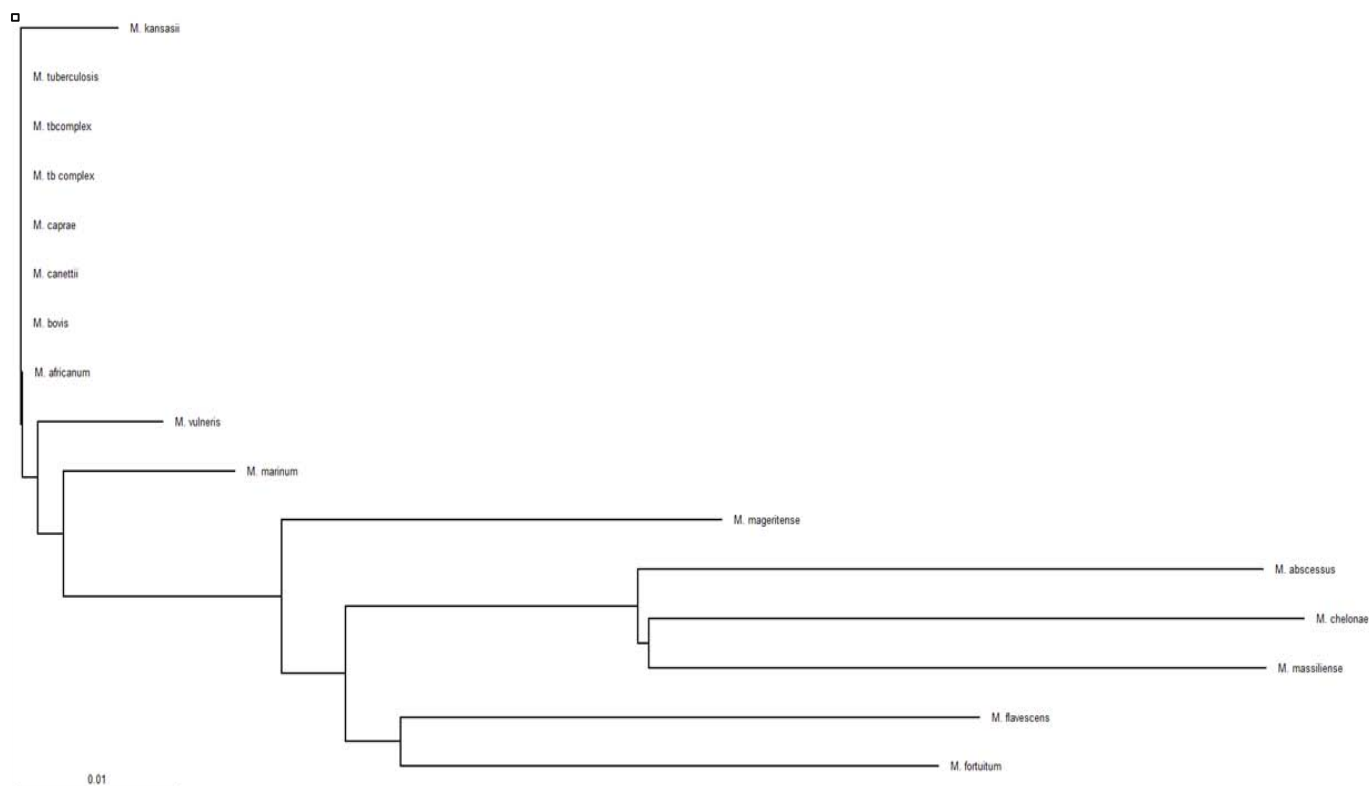 M. kansasii
M. tuberculosis
M. tbcomplex
M. tb complex
M. caprae
M. canettii
M. bovis
M. africanum
M. vulneris
M. marinum
M. mageritense
M. abscessus
M. chelonae
M. massiliense
M. flavescens
M. fortuitum
0.01